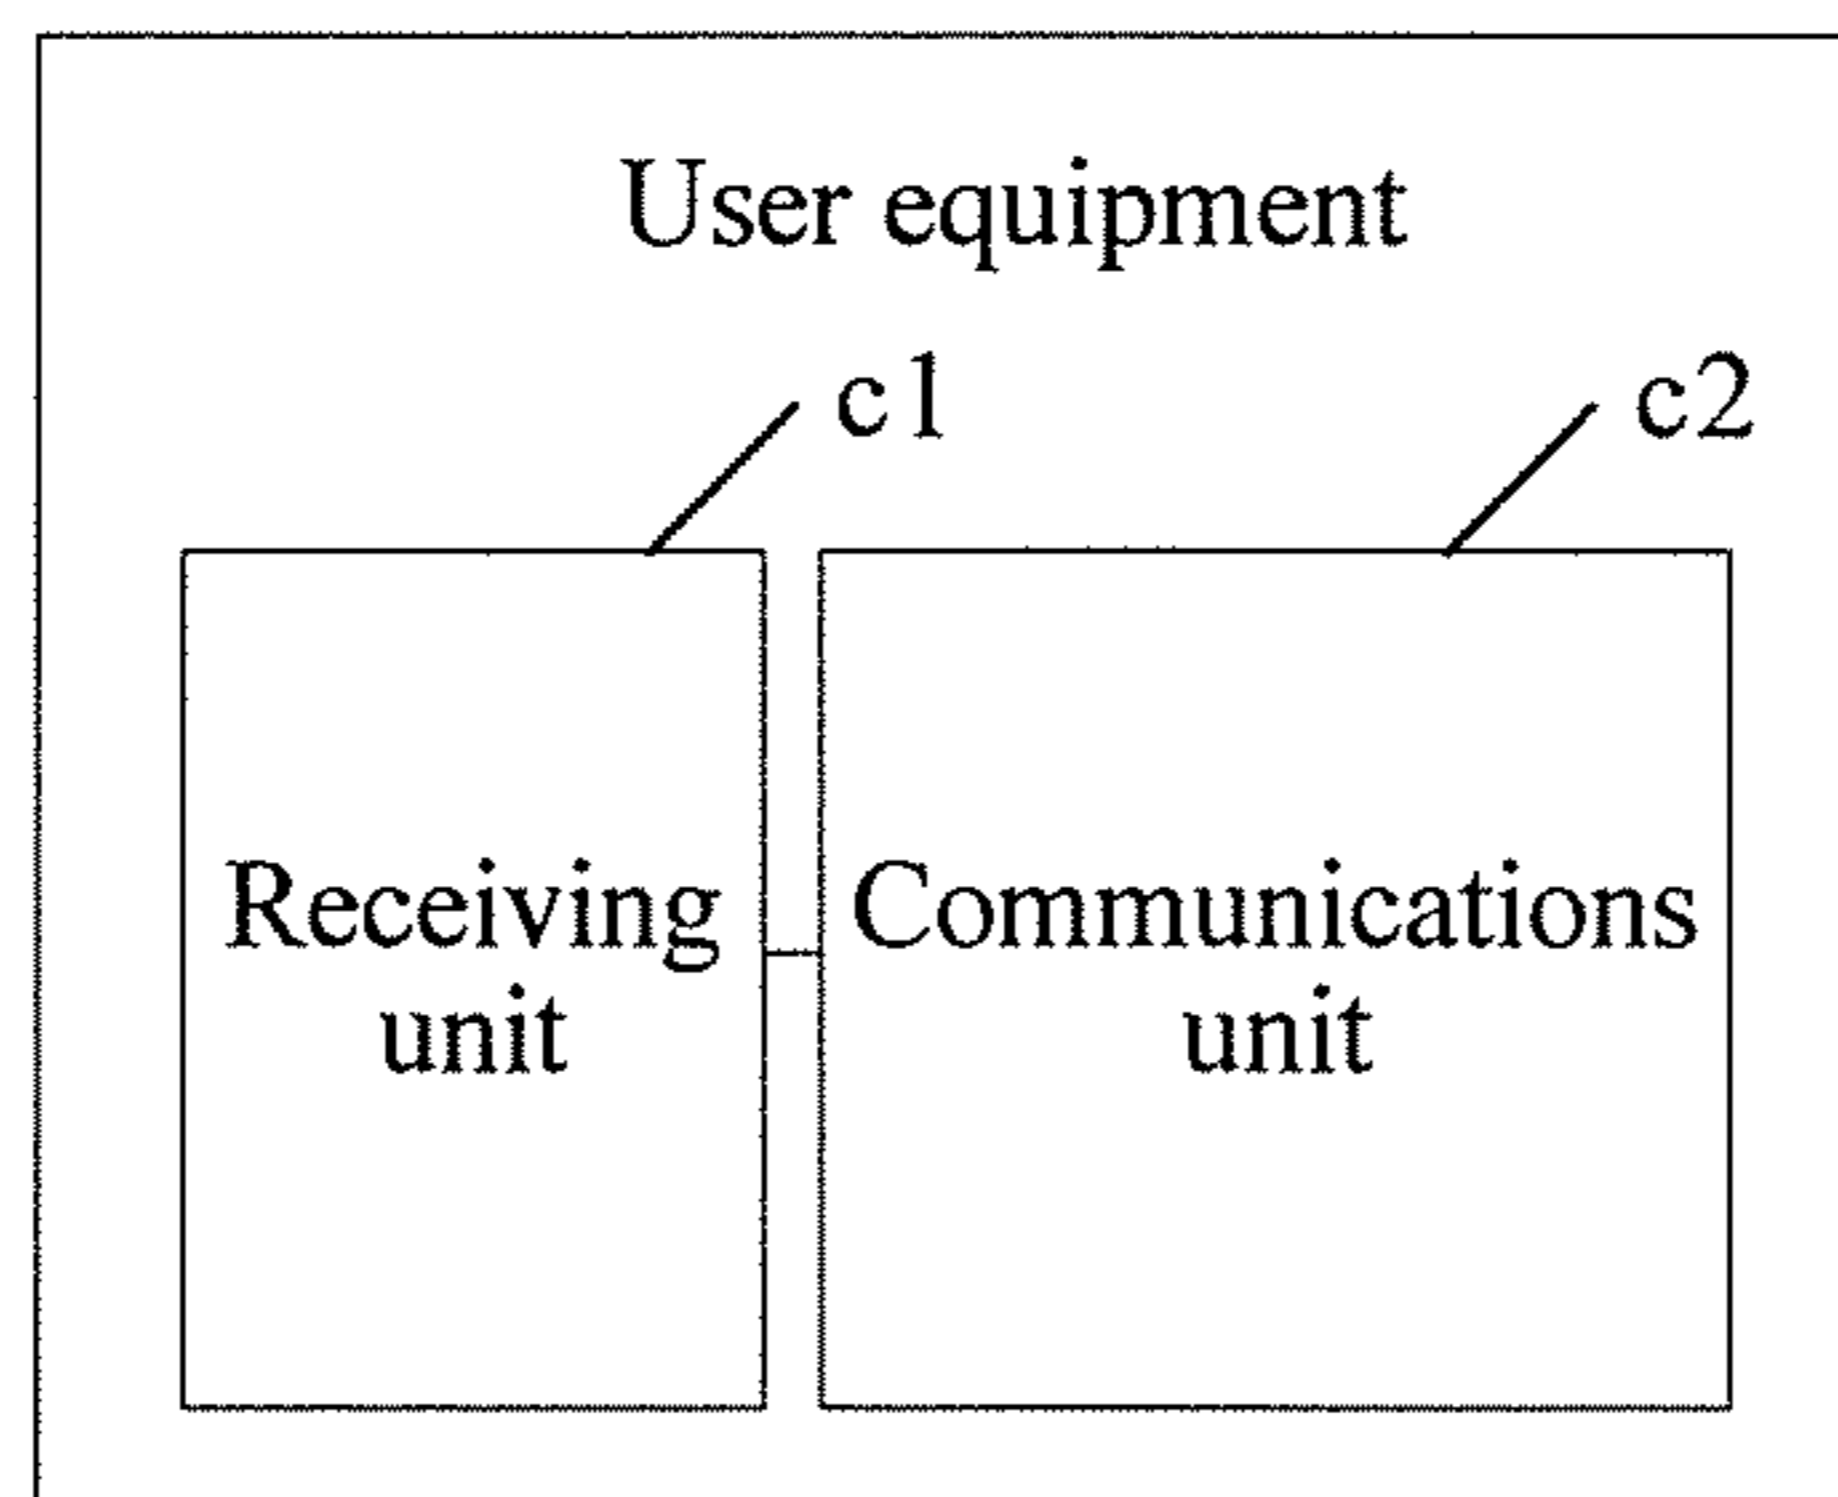 User equipment
c1
c2
Receiving
unit
Communications
unit